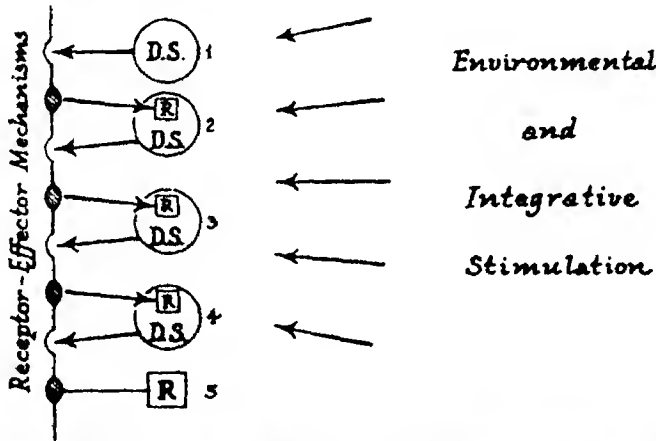 Receptor-Effector Mechanisms
D.S. 1
R
D.S. 2
R
D.S. 3
R
D.S. 4
R 5
Environmental
and
Integrative
Stimulation